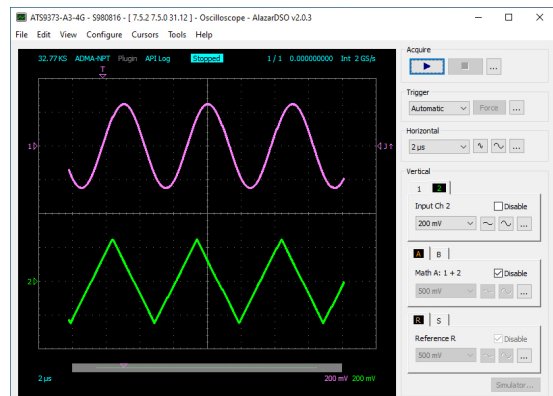 ATS9373-A3-4G - S980816 - [ 7.5.2 7.5.0 31.12 ] - Oscilloscope - AlazarDSO v2.0.3
File Edit View Configure Cursors Tools Help
32.77 KS ADMA-NPT Plugin API Log Stopped 1 / 1 0.000000000 Int 2 GS/s
T
1
J
2
2 µs 200 mV 200 mV
Acquire
...
Trigger
Automatic Force ...
Horizontal
2 µs ...
Vertical
1 2
Input Ch 2 Disable
200 mV ...
A B
Math A: 1 + 2 Disable
500 mV ...
R S
Reference R Disable
500 mV ...
Simulator...